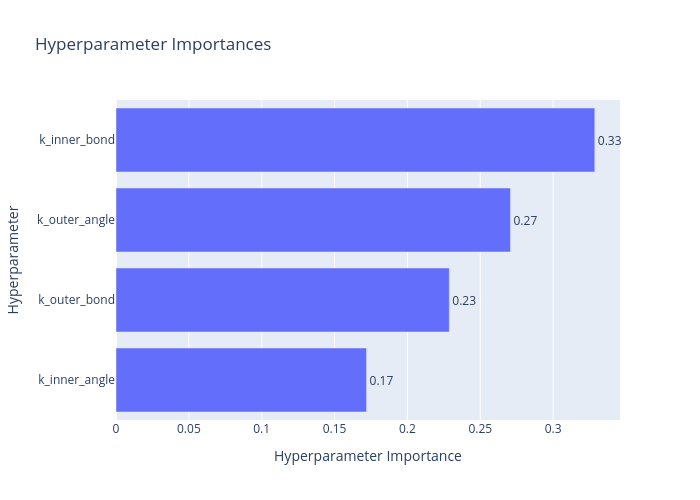 Hyperparameter Importances
Hyperparameter
k_inner_bond
0.33
k_outer_angle
0.27
k_outer_bond
0.23
k_inner_angle
0.17
0
0.05
0.1
0.15
0.2
0.25
0.3
Hyperparameter Importance